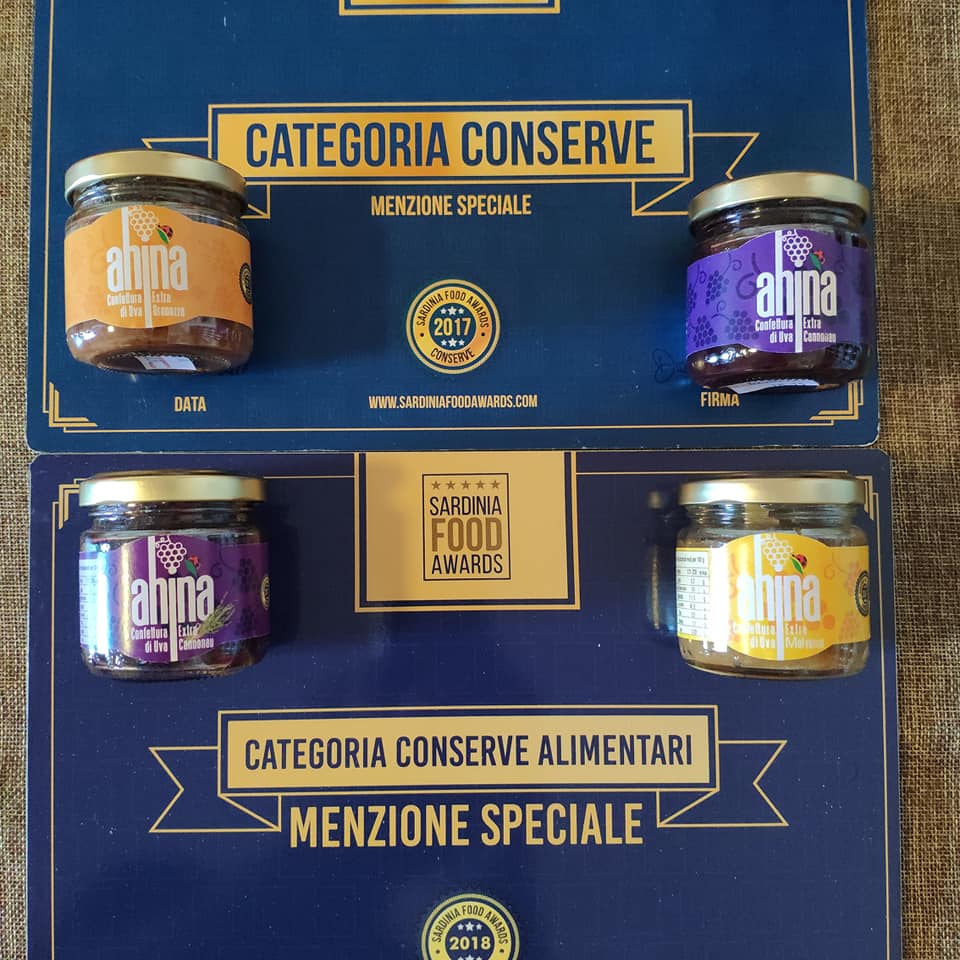 CATEGORIA CONSERVE
MENZIONE SPECIALE
ahina
Confettura Extra
di Uva
ahina
Confettura Extra
di Uva Cannonau
SARDINIA FOOD AWARDS
2017
CONSERVE
DATA
WWW.SARDINIAFOODAWARDS.COM
FIRMA
SARDINIA
FOOD
AWARDS
ahina
Confettura Extra
di Uva Cannonau
ahina
Confettura Extra
di Uva
CATEGORIA CONSERVE ALIMENTARI
MENZIONE SPECIALE
SARDINIA FOOD AWARDS
2018